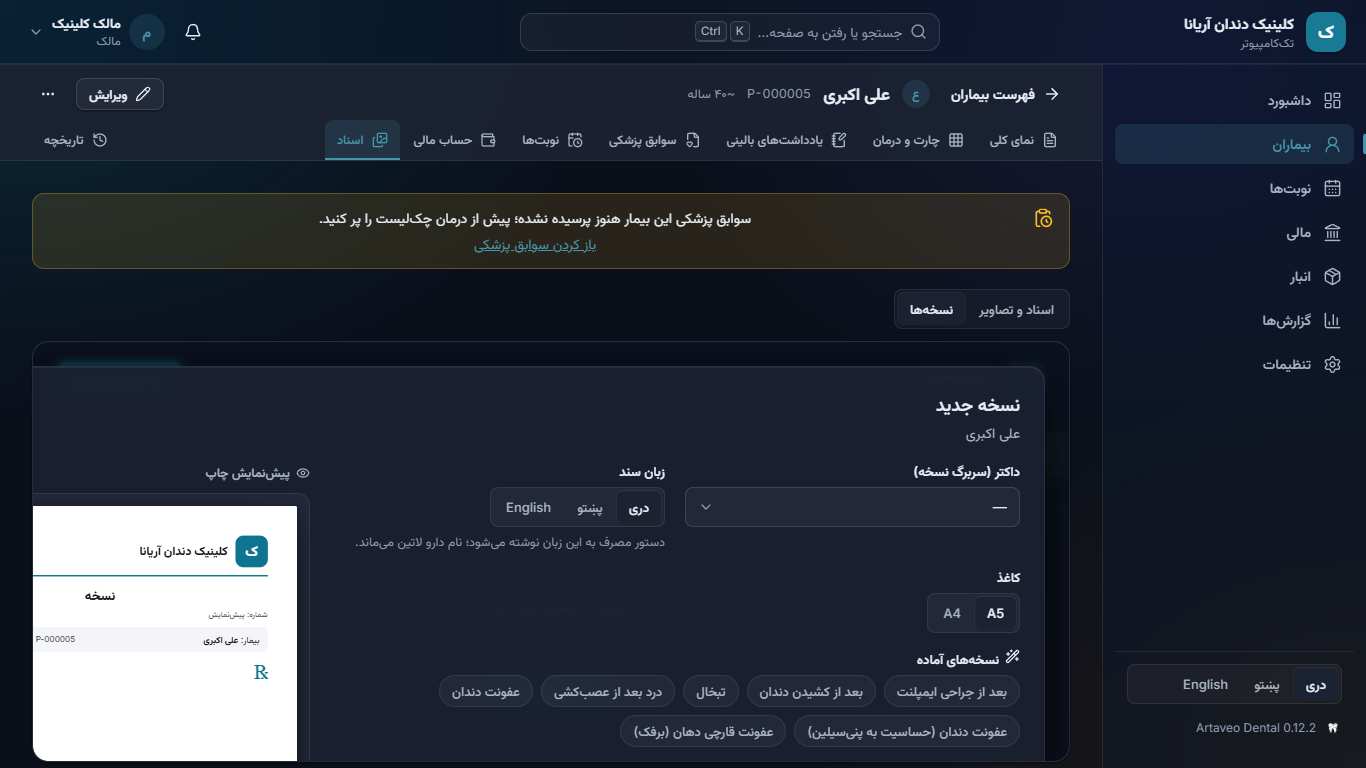 کلینیک دندان آریانا
تک‌کامپیوتر
جستجو یا رفتن به صفحه... Ctrl K
مالک کلینیک
مالک
م
ک
داشبورد
بیماران
نوبت‌ها
مالی
انبار
گزارش‌ها
تنظیمات
دری پښتو English
Artaveo Dental 0.12.2
فهرست بیماران
ع علی اکبری P-000005 ~۴۰ ساله
ویرایش
نمای کلی
چارت و درمان
یادداشت‌های بالینی
سوابق پزشکی
نوبت‌ها
حساب مالی
اسناد
تاریخچه
سوابق پزشکی این بیمار هنوز پرسیده نشده؛ پیش از درمان چک‌لیست را پر کنید.
باز کردن سوابق پزشکی
اسناد و تصاویر
نسخه‌ها
نسخه جدید
علی اکبری
داکتر (سربرگ نسخه)
—
زبان سند
دری پښتو English
دستور مصرف به این زبان نوشته می‌شود؛ نام دارو لاتین می‌ماند.
کاغذ
A5 A4
نسخه‌های آماده
بعد از جراحی ایمپلنت
بعد از کشیدن دندان
تبخال
درد بعد از عصب‌کشی
عفونت دندان
عفونت دندان (حساسیت به پنی‌سیلین)
عفونت قارچی دهان (برفک)
پیش‌نمایش چاپ
ک کلینیک دندان آریانا
نسخه
شماره: پیش‌نمایش
بیمار: علی اکبری P-000005
℞